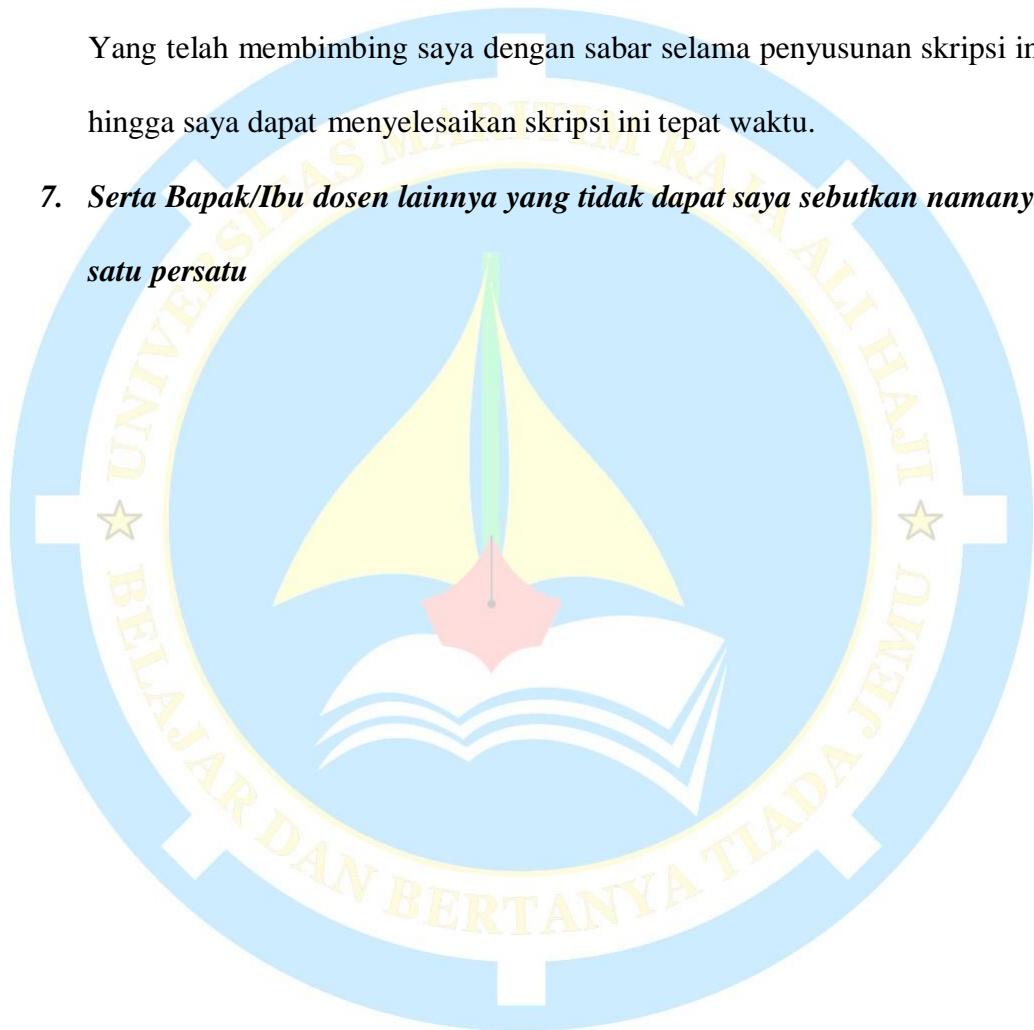 Yang telah membimbing saya dengan sabar selama penyusunan skripsi in
hingga saya dapat menyelesaikan skripsi ini tepat waktu.
7. Serta Bapak/Ibu dosen lainnya yang tidak dapat saya sebutkan namany
satu persatu
UNIVERSITAS MARITIM RAJA ALI HAJI
BELAJAR DAN BERTANYA TIADA JEMU